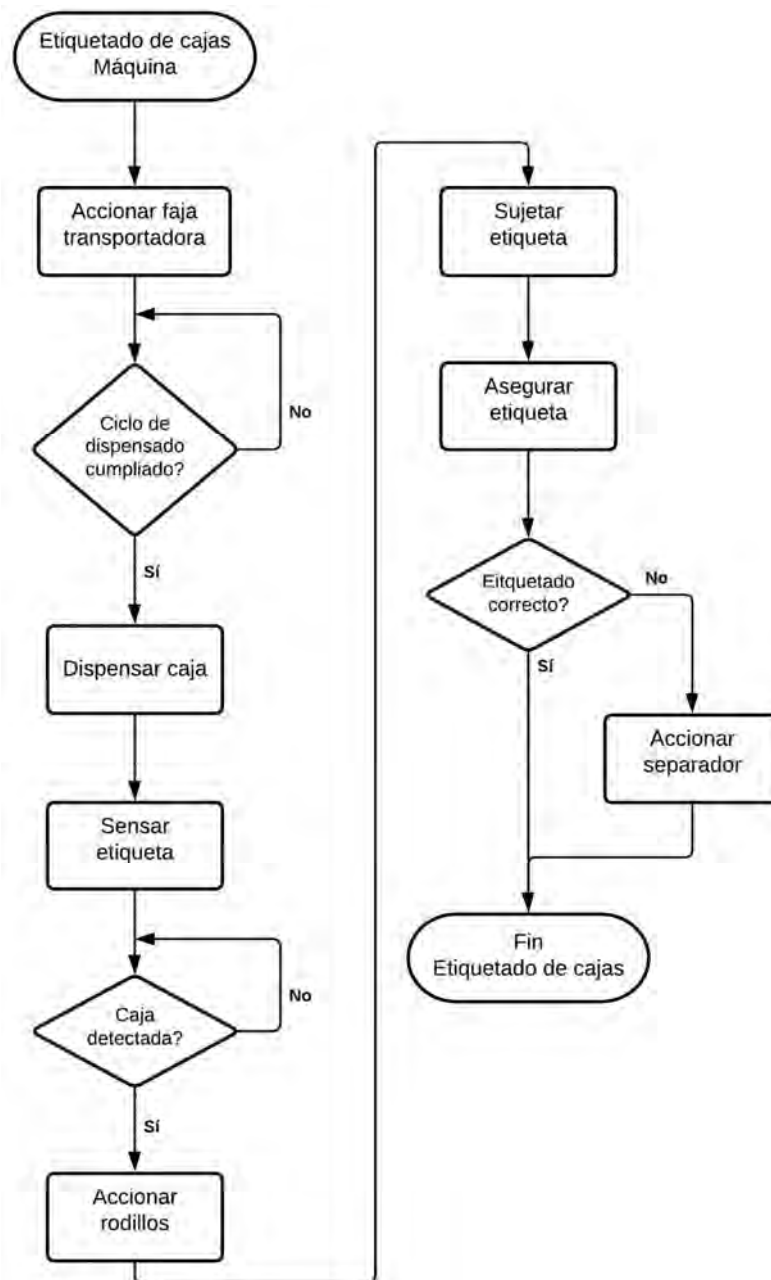 Etiquetado de cajas
Máquina
Accionar faja
transportadora
No
Ciclo de
dispensado
cumpliado?
Sí
Dispensar caja
Sensar
etiqueta
No
Caja
detectada?
Sí
Accionar
rodillos
Sujetar
etiqueta
Asegurar
etiqueta
Eitquetado
correcto?
No
Sí
Accionar
separador
Fin
Etiquetado de cajas